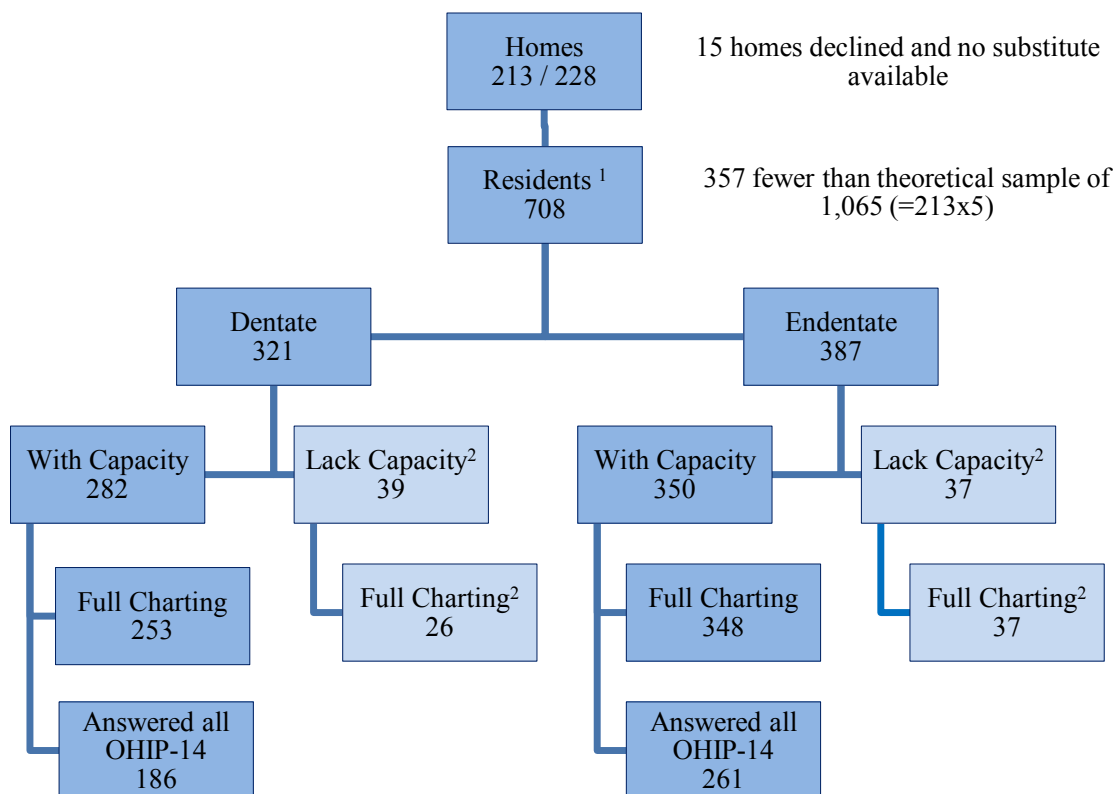 Homes
213 / 228
15 homes declined and no substitute
available
Residents ¹
708
357 fewer than theoretical sample of
1,065 (=213x5)
Dentate
321
Endentate
387
With Capacity
282
Lack Capacity²
39
With Capacity
350
Lack Capacity²
37
Full Charting
253
Full Charting²
26
Full Charting
348
Full Charting²
37
Answered all
OHIP-14
186
Answered all
OHIP-14
261